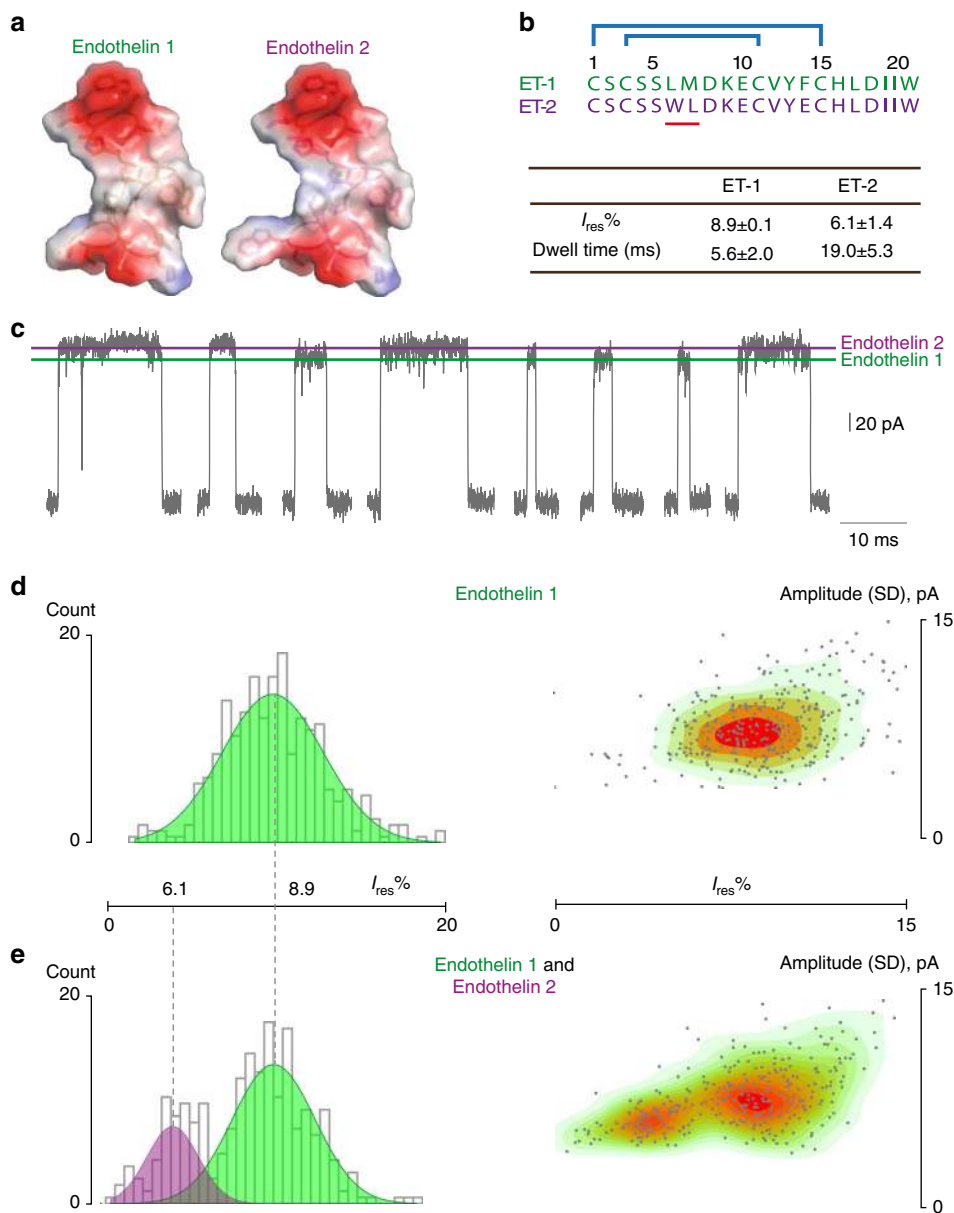 a
Endothelin 1
Endothelin 2
b
1 5 10 15 20
ET-1 CSCSSLMDKECVYFCHLDIIW
ET-2 CSCSSWLDKECVYECHLDIIW
ET-1 ET-2
Ires% 8.9±0.1 6.1±1.4
Dwell time (ms) 5.6±2.0 19.0±5.3
c
Endothelin 2
Endothelin 1
20 pA
10 ms
d
Endothelin 1
Count
20
0
Amplitude (SD), pA
15
0
6.1 8.9 Ires%
0 20
Ires%
0 15
e
Endothelin 1 and
Endothelin 2
Count
20
0
Amplitude (SD), pA
15
0